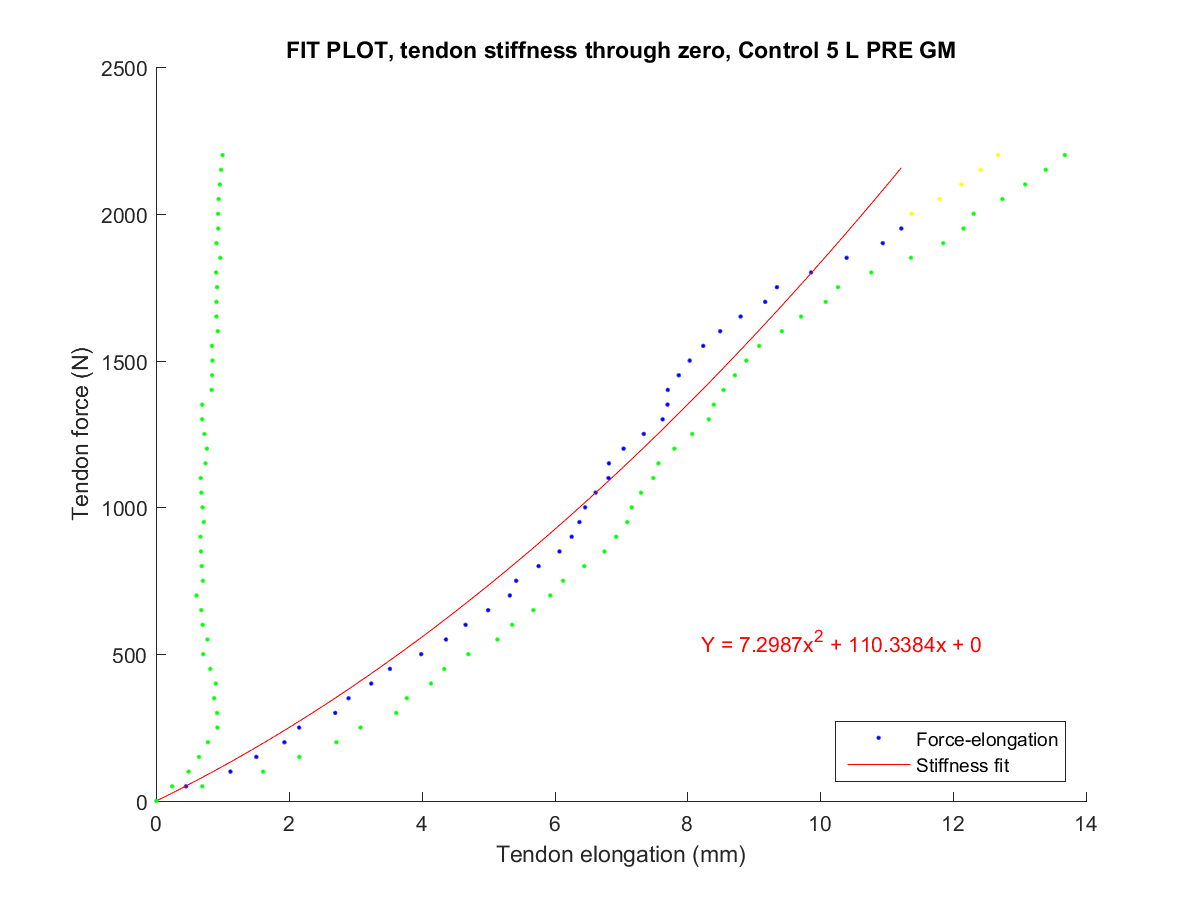 FIT PLOT, tendon stiffness through zero, Control 5 L PRE GM
2500
2000
1500
1000
500
0
Tendon force (N)
Y = 7.2987x² + 110.3384x + 0
Force-elongation
Stiffness fit
0 2 4 6 8 10 12 14
Tendon elongation (mm)